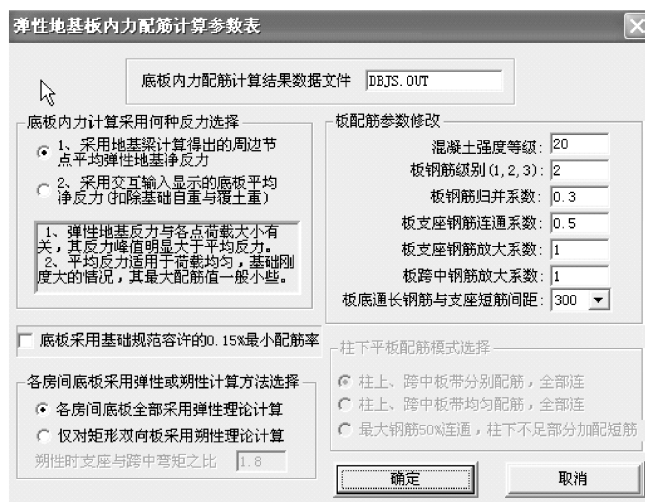 弹性地基板内力配筋计算参数表
底板内力配筋计算结果数据文件 DBJS.OUT
底板内力计算采用何种反力选择
1、采用地基梁计算得出的周边节
点平均弹性地基净反力
2、采用交互输入显示的底板平均
净反力(扣除基础自重与覆土重)
1、弹性地基反力与各点荷载大小有
关，其反力峰值明显大于平均反力。
2、平均反力适用于荷载均匀，基础刚
度大的情况，其最大配筋值一般小些。
板配筋参数修改
混凝土强度等级: 20
板钢筋级别(1,2,3): 2
板钢筋归并系数: 0.3
板支座钢筋连通系数: 0.5
板支座钢筋放大系数: 1
板跨中钢筋放大系数: 1
板底通长钢筋与支座短筋间距: 300
底板采用基础规范容许的0.15%最小配筋率
各房间底板采用弹性或朔性计算方法选择
各房间底板全部采用弹性理论计算
仅对矩形双向板采用朔性理论计算
朔性时支座与跨中弯矩之比 1.8
柱下平板配筋模式选择
柱上、跨中板带分别配筋，全部连
柱上、跨中板带均匀配筋，全部连
最大钢筋50%连通，柱下不足部分加配短筋
确定
取消